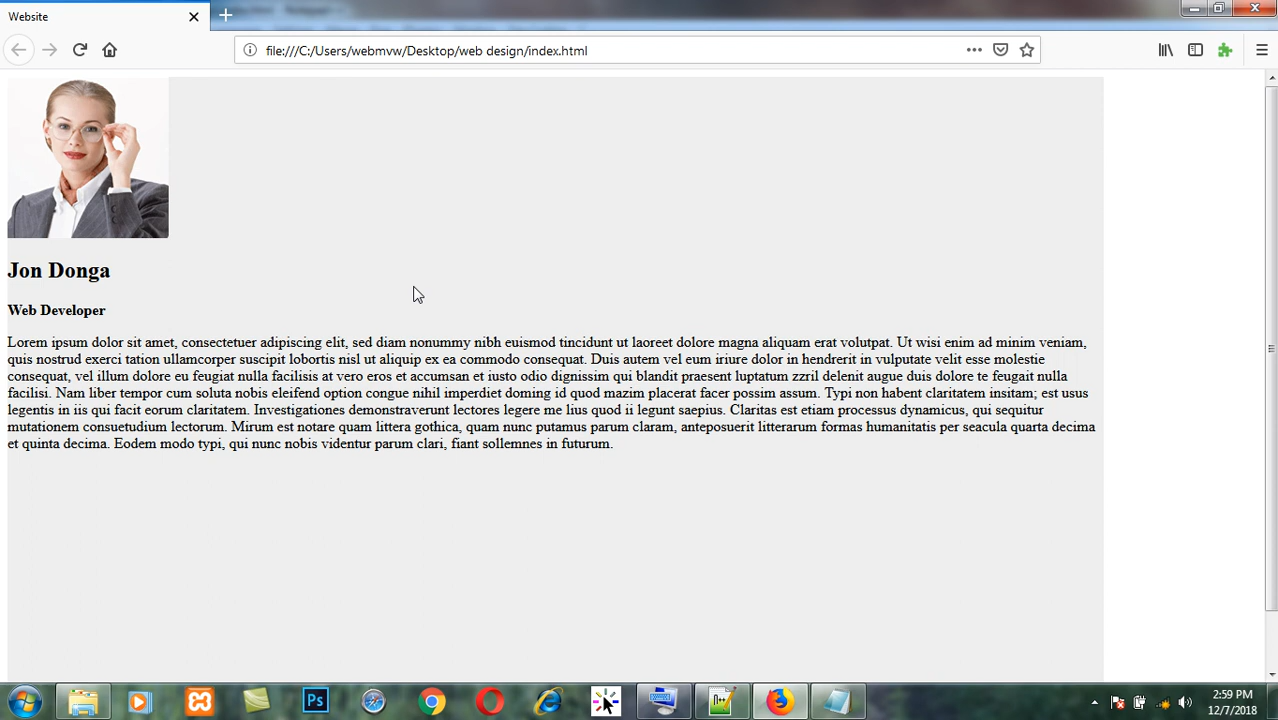 Website
file:///C:/Users/webmvw/Desktop/web design/index.html
Jon Donga
Web Developer
Lorem ipsum dolor sit amet, consectetuer adipiscing elit, sed diam nonummy nibh euismod tincidunt ut laoreet dolore magna aliquam erat volutpat. Ut wisi enim ad minim veniam,
quis nostrud exerci tation ullamcorper suscipit lobortis nisl ut aliquip ex ea commodo consequat. Duis autem vel eum iriure dolor in hendrerit in vulputate velit esse molestie
consequat, vel illum dolore eu feugiat nulla facilisis at vero eros et accumsan et iusto odio dignissim qui blandit praesent luptatum zzril delenit augue duis dolore te feugait nulla
facilisi. Nam liber tempor cum soluta nobis eleifend option congue nihil imperdiet doming id quod mazim placerat facer possim assum. Typi non habent claritatem insitam; est usus
legentis in iis qui facit eorum claritatem. Investigationes demonstraverunt lectores legere me lius quod ii legunt saepius. Claritas est etiam processus dynamicus, qui sequitur
mutationem consuetudium lectorum. Mirum est notare quam littera gothica, quam nunc putamus parum claram, anteposuerit litterarum formas humanitatis per seacula quarta decima
et quinta decima. Eodem modo typi, qui nunc nobis videntur parum clari, fiant sollemnes in futurum.
Ps
2:59 PM
12/7/2018